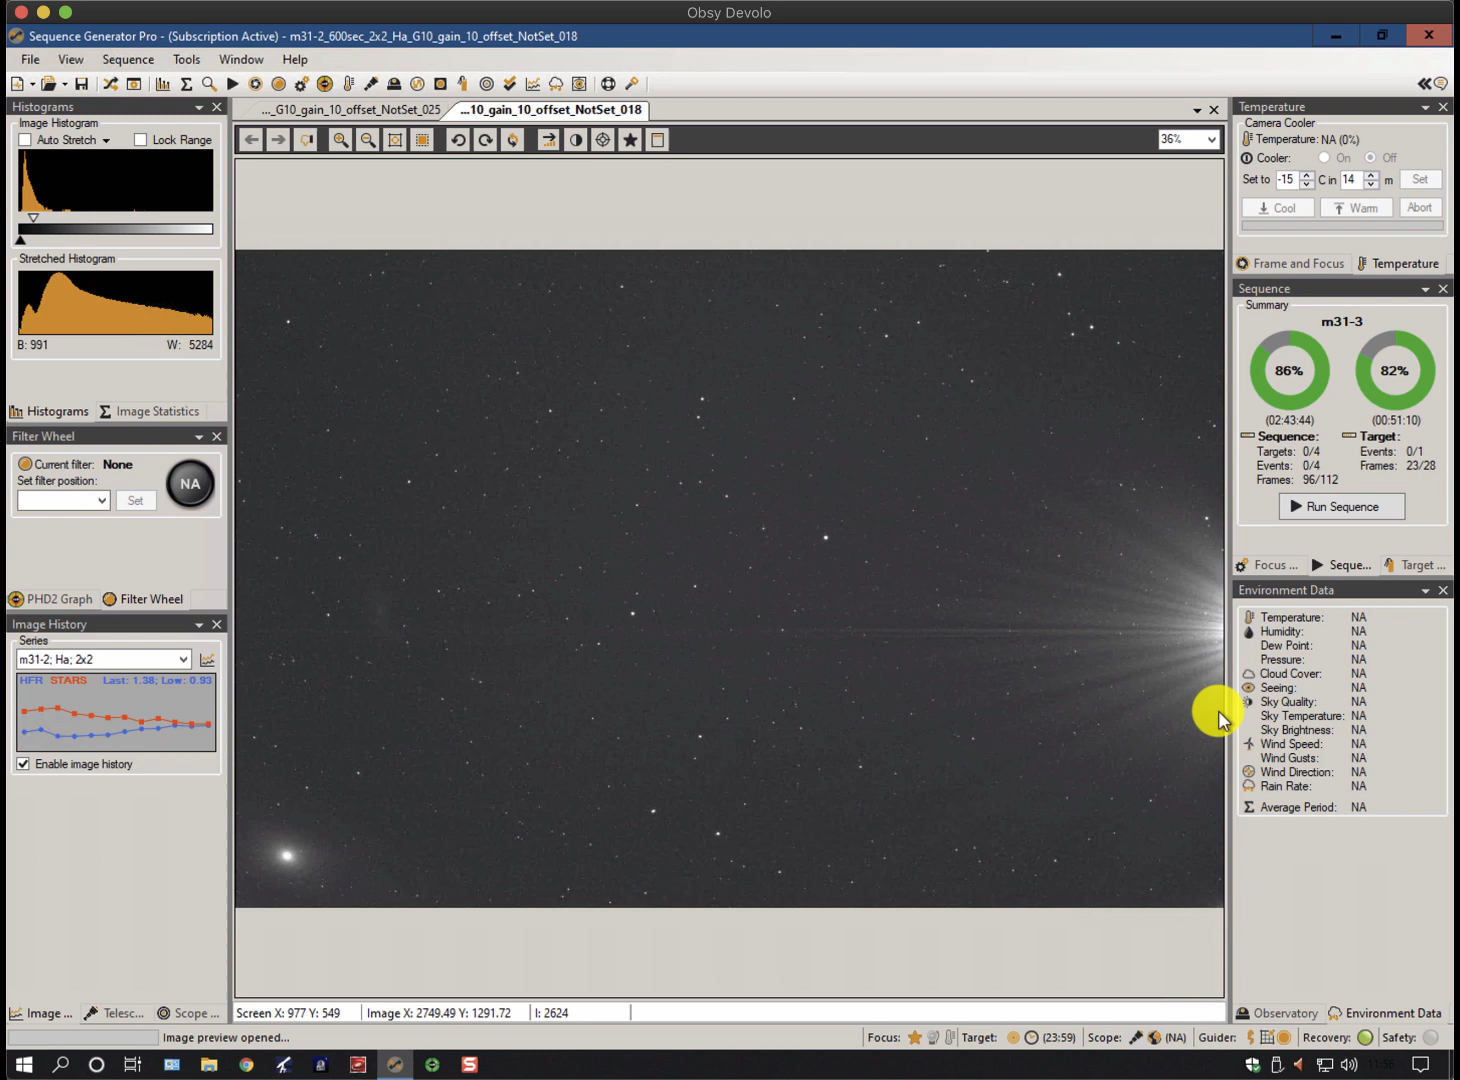 Obsy Devolo
Sequence Generator Pro - (Subscription Active) - m31-2_600sec_2x2_Ha_G10_gain_10_offset_NotSet_018
File View Sequence Tools Window Help
Histograms
Image Histogram
Auto Stretch Lock Range
Stretched Histogram
B: 991 W: 5284
Histograms Image Statistics
Filter Wheel
Current filter: None
Set filter position:
Set
NA
PHD2 Graph Filter Wheel
Image History
Series
m31-2; Ha; 2x2
HFR STARS Last: 1.38; Low: 0.93
Enable image history
Image ... Telesc... Scope ...
..._G10_gain_10_offset_NotSet_025 ...10_gain_10_offset_NotSet_018
36%
Screen X: 977 Y: 549 Image X: 2749.49 Y: 1291.72 I: 2624
Temperature
Camera Cooler
Temperature: NA (0%)
Cooler: On Off
Set to -15 C in 14 m Set
Cool Warm Abort
Frame and Focus Temperature
Sequence
Summary
m31-3
86% 82%
(02:43:44) (00:51:10)
Sequence: Target:
Targets: 0/4 Events: 0/1
Events: 0/4 Frames: 23/28
Frames: 96/112
Run Sequence
Focus ... Seque... Target ...
Environment Data
Temperature: NA
Humidity: NA
Dew Point: NA
Pressure: NA
Cloud Cover: NA
Seeing: NA
Sky Quality: NA
Sky Temperature: NA
Sky Brightness: NA
Wind Speed: NA
Wind Gusts: NA
Wind Direction: NA
Rain Rate: NA
Average Period: NA
Observatory Environment Data
Image preview opened... Focus: Target: (23:59) Scope: (NA) Guider: Recovery: Safety: